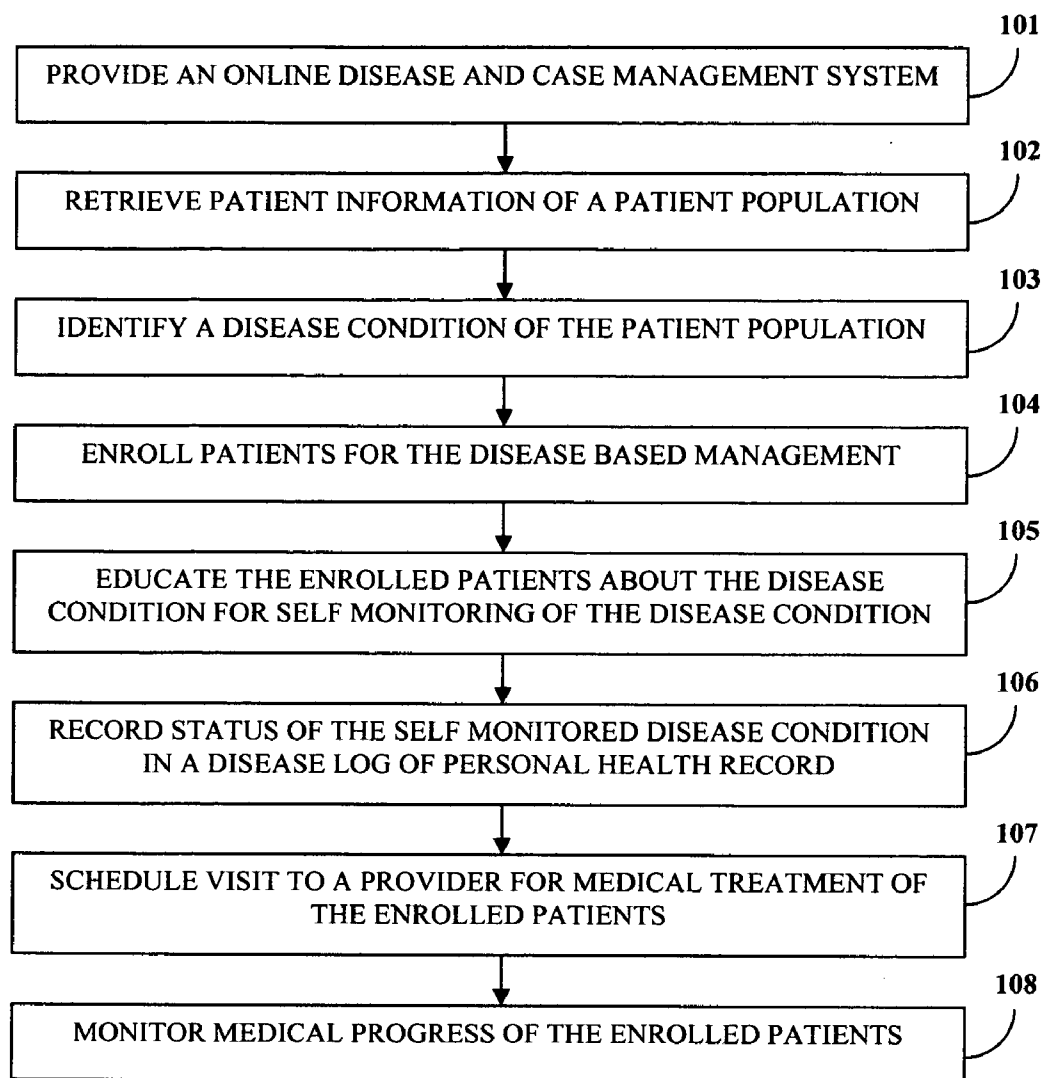 101
PROVIDE AN ONLINE DISEASE AND CASE MANAGEMENT SYSTEM
102
RETRIEVE PATIENT INFORMATION OF A PATIENT POPULATION
103
IDENTIFY A DISEASE CONDITION OF THE PATIENT POPULATION
104
ENROLL PATIENTS FOR THE DISEASE BASED MANAGEMENT
105
EDUCATE THE ENROLLED PATIENTS ABOUT THE DISEASE
CONDITION FOR SELF MONITORING OF THE DISEASE CONDITION
106
RECORD STATUS OF THE SELF MONITORED DISEASE CONDITION
IN A DISEASE LOG OF PERSONAL HEALTH RECORD
107
SCHEDULE VISIT TO A PROVIDER FOR MEDICAL TREATMENT OF
THE ENROLLED PATIENTS
108
MONITOR MEDICAL PROGRESS OF THE ENROLLED PATIENTS